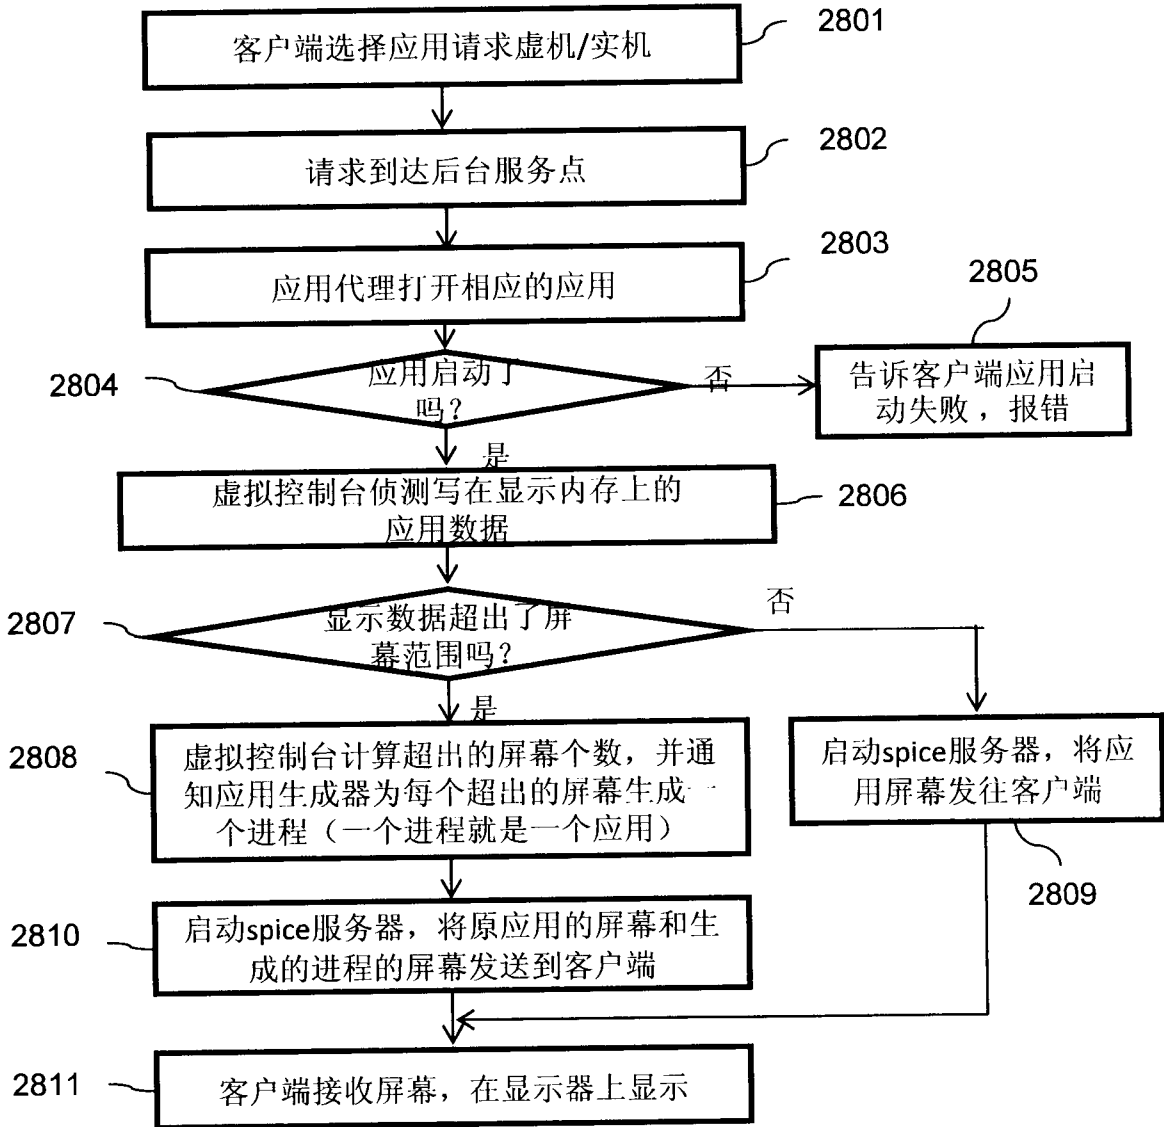 2801
客户端选择应用请求虚机/实机
2802
请求到达后台服务点
2803
应用代理打开相应的应用
2805
2804
应用启动了
吗？
否
告诉客户端应用启
动失败，报错
是
虚拟控制台侦测写在显示内存上的
应用数据
2806
2807
显示数据超出了屏
幕范围吗？
否
是
2808
虚拟控制台计算超出的屏幕个数，并通
知应用生成器为每个超出的屏幕生成一
个进程（一个进程就是一个应用）
启动spice服务器，将应
用屏幕发往客户端
2809
2810
启动spice服务器，将原应用的屏幕和生
成的进程的屏幕发送到客户端
2811
客户端接收屏幕，在显示器上显示